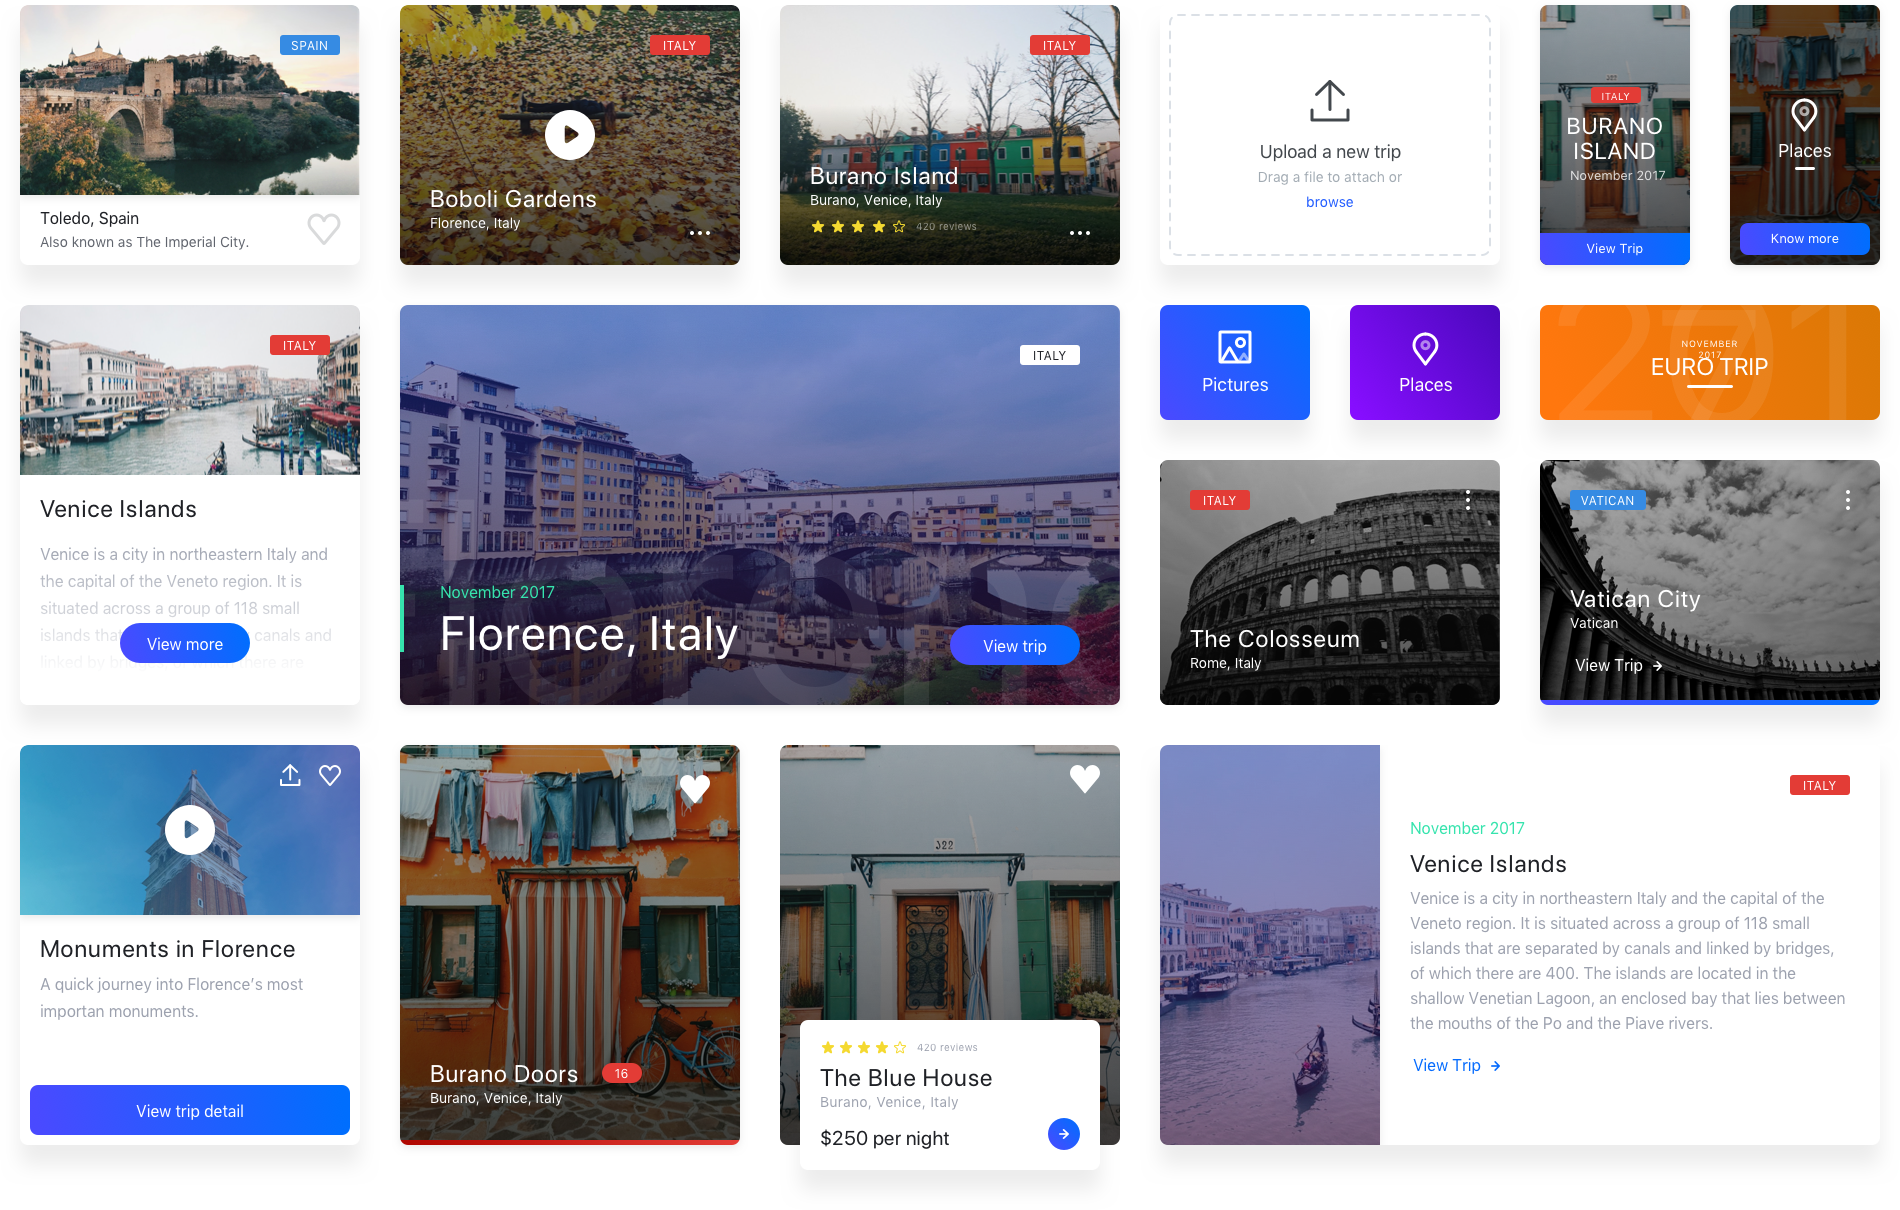 SPAIN
Toledo, Spain
Also known as The Imperial City.
ITALY
Boboli Gardens
Florence, Italy
ITALY
Burano Island
Burano, Venice, Italy
420 reviews
Upload a new trip
Drag a file to attach or
browse
ITALY
BURANO
ISLAND
November 2017
View Trip
Places
Know more
ITALY
Venice Islands
Venice is a city in northeastern Italy and
the capital of the Veneto region. It is
situated across a group of 118 small
islands that canals and
linked by here are
View more
ITALY
November 2017
Florence, Italy
View trip
Pictures
Places
201
NOVEMBER
2017
EURO TRIP
ITALY
The Colosseum
Rome, Italy
VATICAN
Vatican City
Vatican
View Trip
Monuments in Florence
A quick journey into Florence's most
importan monuments.
View trip detail
Burano Doors 16
Burano, Venice, Italy
322
420 reviews
The Blue House
Burano, Venice, Italy
$250 per night
ITALY
November 2017
Venice Islands
Venice is a city in northeastern Italy and the capital of the
Veneto region. It is situated across a group of 118 small
islands that are separated by canals and linked by bridges,
of which there are 400. The islands are located in the
shallow Venetian Lagoon, an enclosed bay that lies between
the mouths of the Po and the Piave rivers.
View Trip